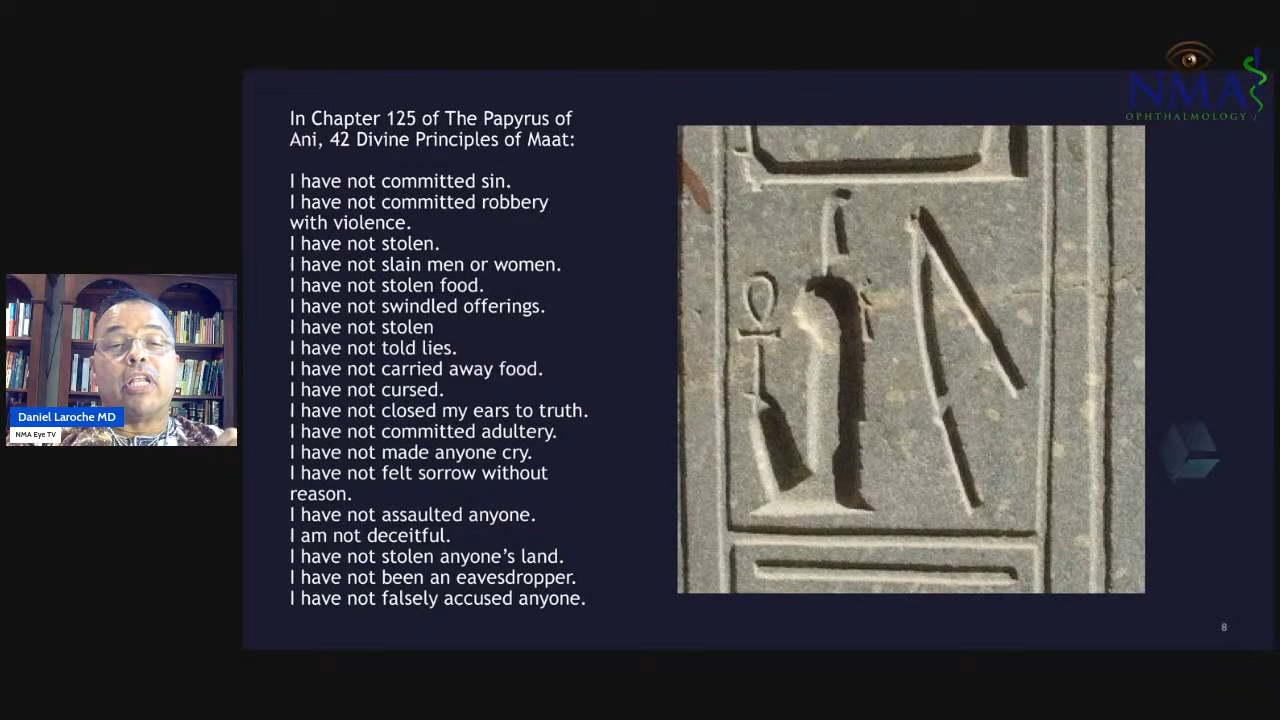 NMA
OPHTHALMOLOGY
In Chapter 125 of The Papyrus of
Ani, 42 Divine Principles of Maat:
I have not committed sin.
I have not committed robbery
with violence.
I have not stolen.
I have not slain men or women.
I have not stolen food.
I have not swindled offerings.
I have not stolen
I have not told lies.
I have not carried away food.
I have not cursed.
I have not closed my ears to truth.
I have not committed adultery.
I have not made anyone cry.
I have not felt sorrow without
reason.
I have not assaulted anyone.
I am not deceitful.
I have not stolen anyone’s land.
I have not been an eavesdropper.
I have not falsely accused anyone.
Daniel Laroche MD
NMA Eye TV
8